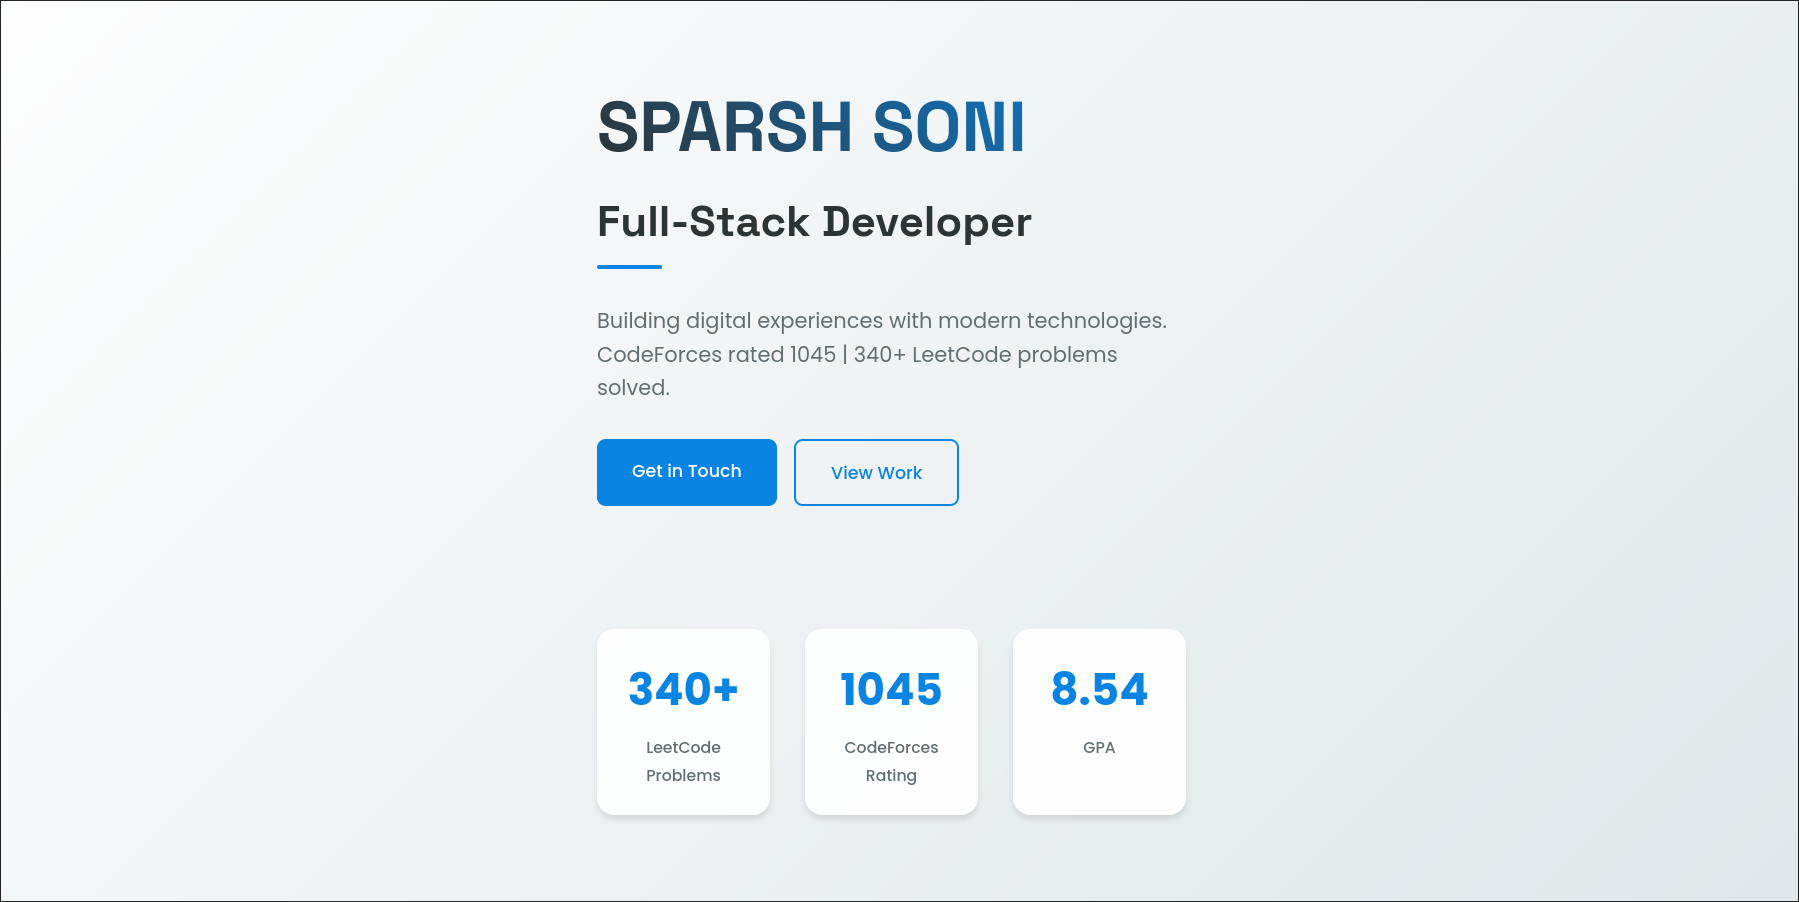 SPARSH SONI
Full-Stack Developer
Building digital experiences with modern technologies.
CodeForces rated 1045 | 340+ LeetCode problems
solved.
Get in Touch
View Work
340+
LeetCode
Problems
1045
CodeForces
Rating
8.54
GPA